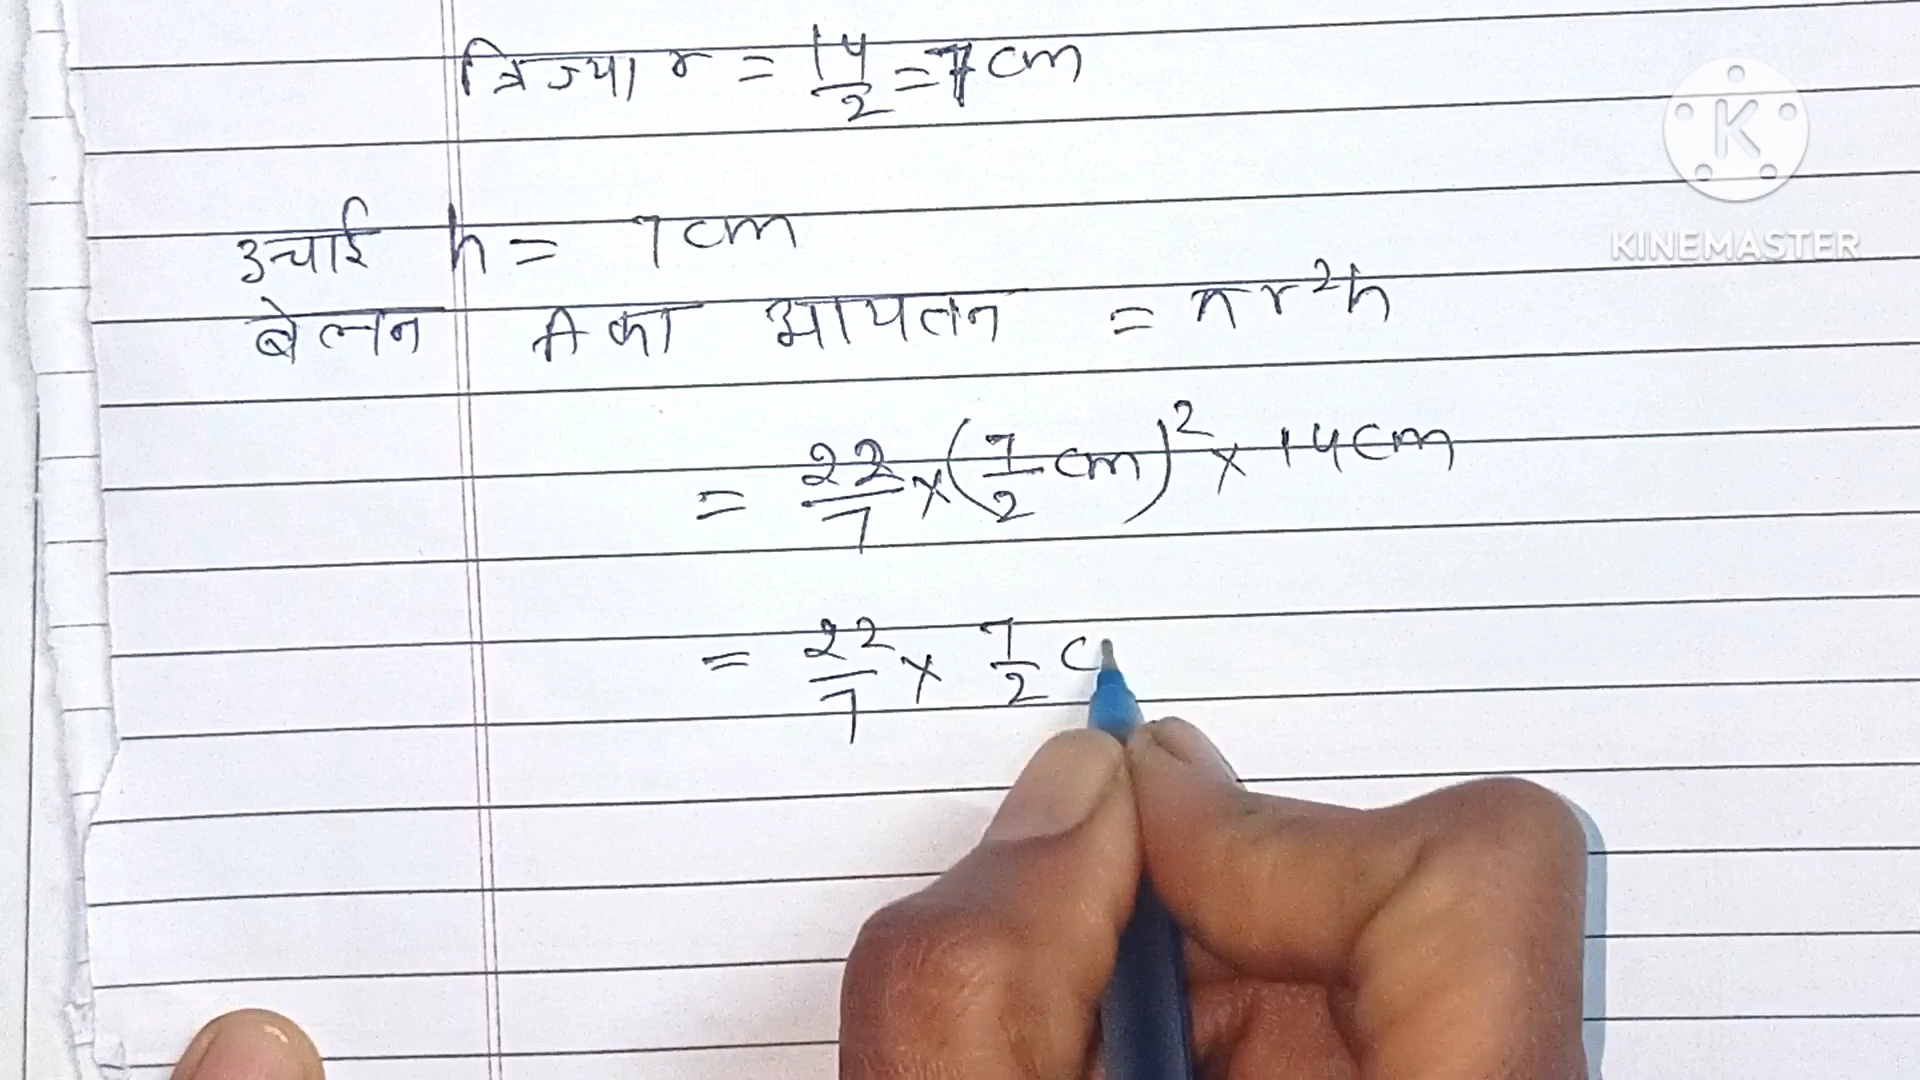 त्रिज्या r = 14/2 = 7 cm
उचाई h = 7 cm
बेलन A का आयतन = πr²h
= 22/7 × (7/2 cm)² × 14 cm
= 22/7 × 7/2 c
K
KINEMASTER